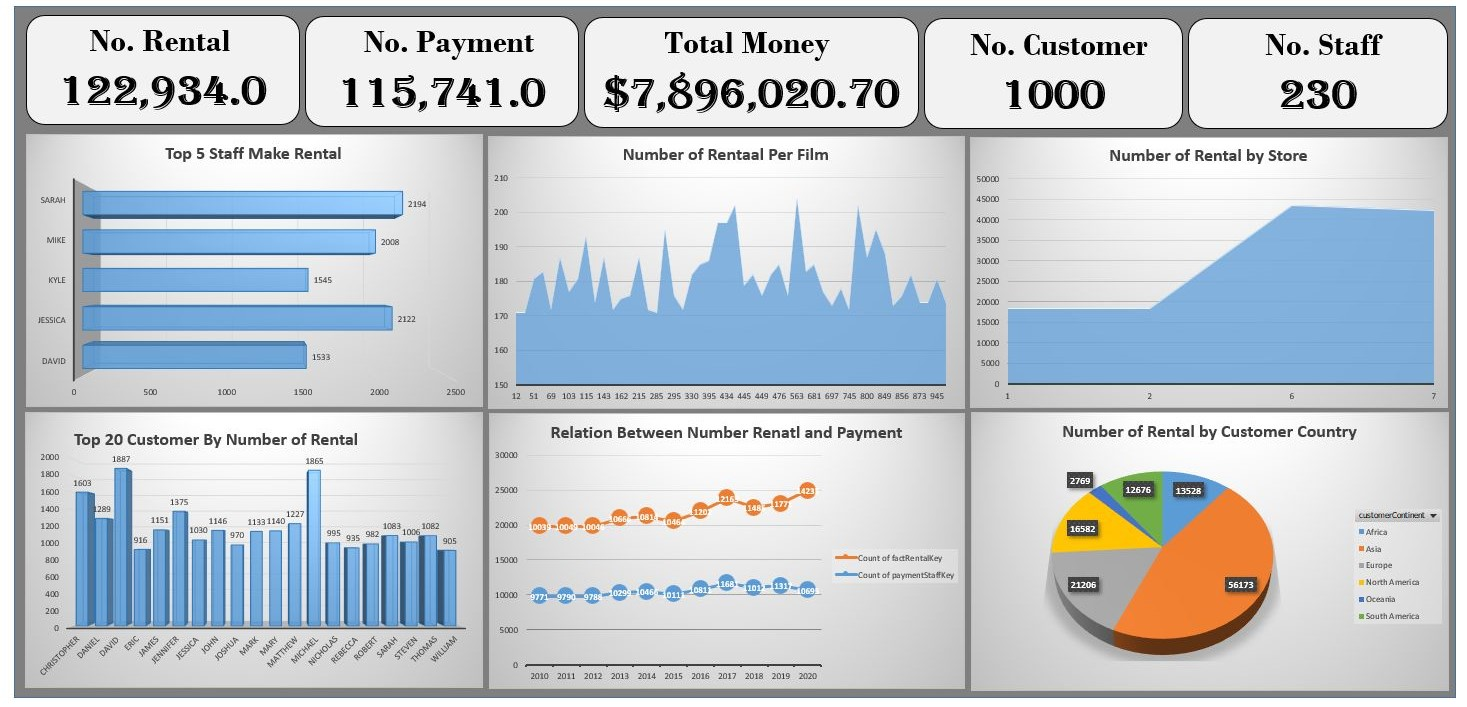 No. Rental
122,934.0
No. Payment
115,741.0
Total Money
$7,896,020.70
No. Customer
1000
No. Staff
230
Top 5 Staff Make Rental
SARAH 2194
MIKE 2008
KYLE 1545
JESSICA 2122
DAVID 1533
0 500 1000 1500 2000 2500
Number of Rentaal Per Film
210
200
190
180
170
160
150
12 51 69 103 115 143 162 215 285 295 330 395 434 445 449 476 563 681 697 745 800 849 856 873 945
Number of Rental by Store
50000
45000
40000
35000
30000
25000
20000
15000
10000
5000
0
1 2 6 7
Top 20 Customer By Number of Rental
2000
1800
1600
1400
1200
1000
800
600
400
200
0
1603 1289 1887 916 1151 1375 1030 1146 970 1133 1140 1227 1865 995 935 982 1083 1006 1082 905
CHRISTOPHER DANIEL DAVID ERIC JAMES JENNIFER JESSICA JOHN JOSHUA MARK MARY MATTHEW MICHAEL NICHOLAS REBECCA ROBERT SARAH STEVEN THOMAS WILLIAM
Relation Between Number Renatl and Payment
30000
25000
20000
15000
10000
5000
0
9771 9790 9788
2010 2011 2012 2013 2014 2015 2016 2017 2018 2019 2020
Count of factRentalKey
Count of paymentStaffKey
Number of Rental by Customer Country
2769
12676
13528
16582
21206
56173
customerContinent
Africa
Asia
Europe
North America
Oceania
South America